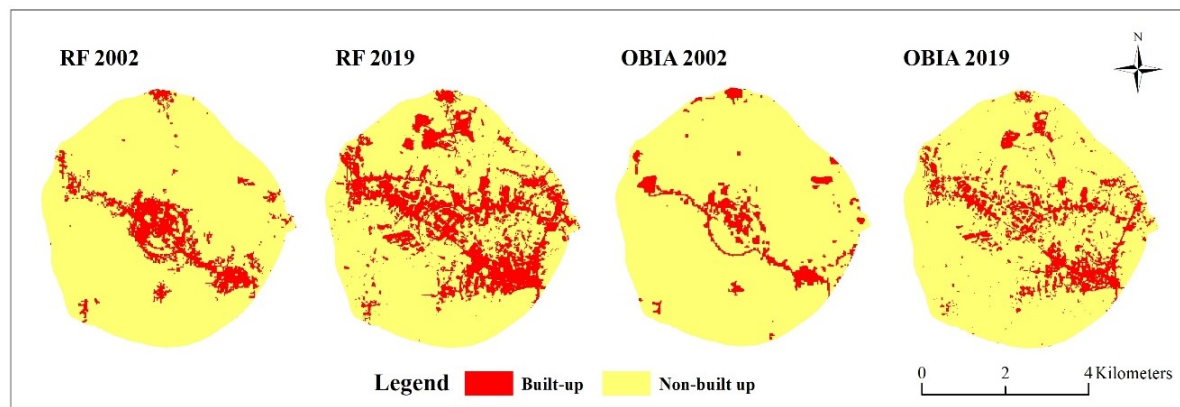 RF 2002
RF 2019
OBIA 2002
OBIA 2019
N
Legend
Built-up
Non-built up
0 2 4 Kilometers